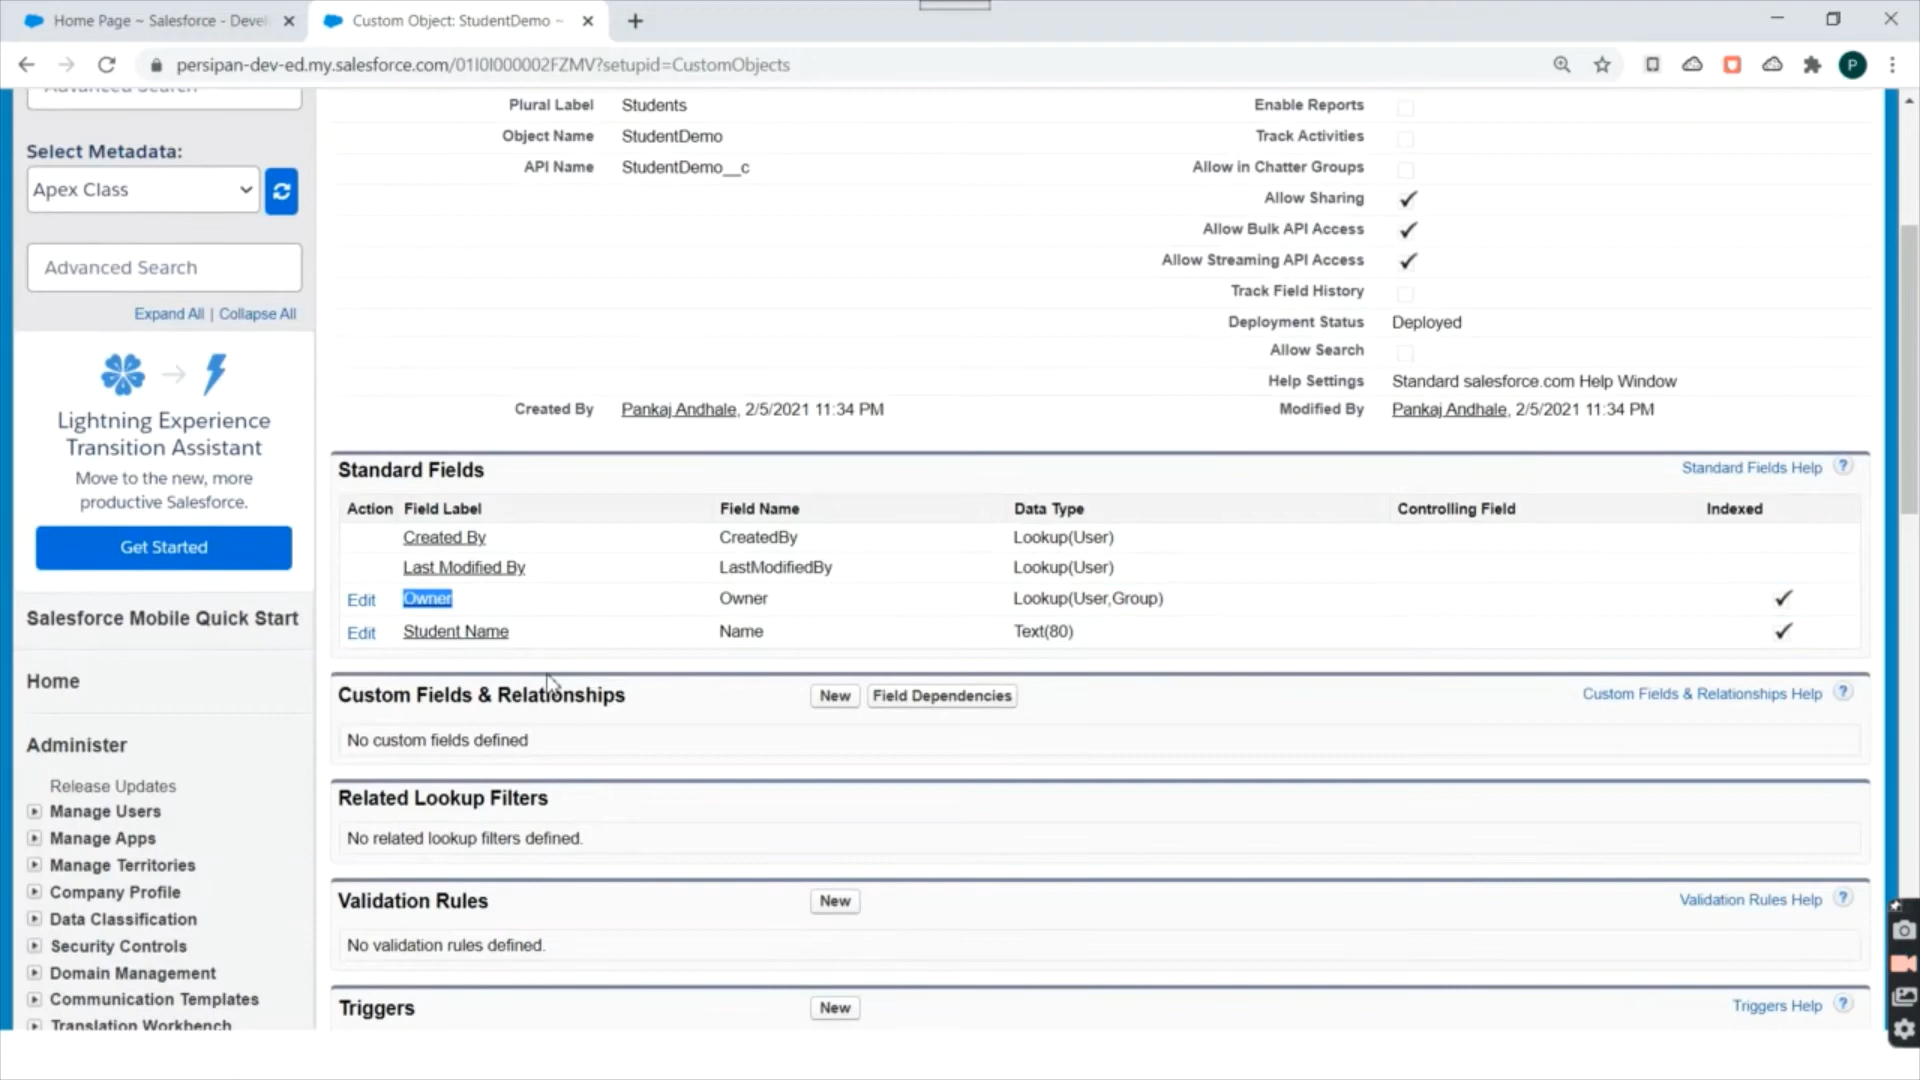 Home Page ~ Salesforce - Devel
Custom Object: StudentDemo ~
persipan-dev-ed.my.salesforce.com/01I0I000002FZMV?setupid=CustomObjects
P
Advanced Search
Select Metadata:
Apex Class
Advanced Search
Expand All | Collapse All
Lightning Experience
Transition Assistant
Move to the new, more
productive Salesforce.
Get Started
Salesforce Mobile Quick Start
Home
Administer
Release Updates
Manage Users
Manage Apps
Manage Territories
Company Profile
Data Classification
Security Controls
Domain Management
Communication Templates
Translation Workbench
Plural Label Students Enable Reports
Object Name StudentDemo Track Activities
API Name StudentDemo__c Allow in Chatter Groups
Allow Sharing ✓
Allow Bulk API Access ✓
Allow Streaming API Access ✓
Track Field History
Deployment Status Deployed
Allow Search
Help Settings Standard salesforce.com Help Window
Created By Pankaj Andhale, 2/5/2021 11:34 PM Modified By Pankaj Andhale, 2/5/2021 11:34 PM
Standard Fields Standard Fields Help ?
Action Field Label Field Name Data Type Controlling Field Indexed
Created By CreatedBy Lookup(User)
Last Modified By LastModifiedBy Lookup(User)
Edit Owner Owner Lookup(User,Group) ✓
Edit Student Name Name Text(80) ✓
Custom Fields & Relationships New Field Dependencies Custom Fields & Relationships Help ?
No custom fields defined
Related Lookup Filters
No related lookup filters defined.
Validation Rules New Validation Rules Help ?
No validation rules defined.
Triggers New Triggers Help ?